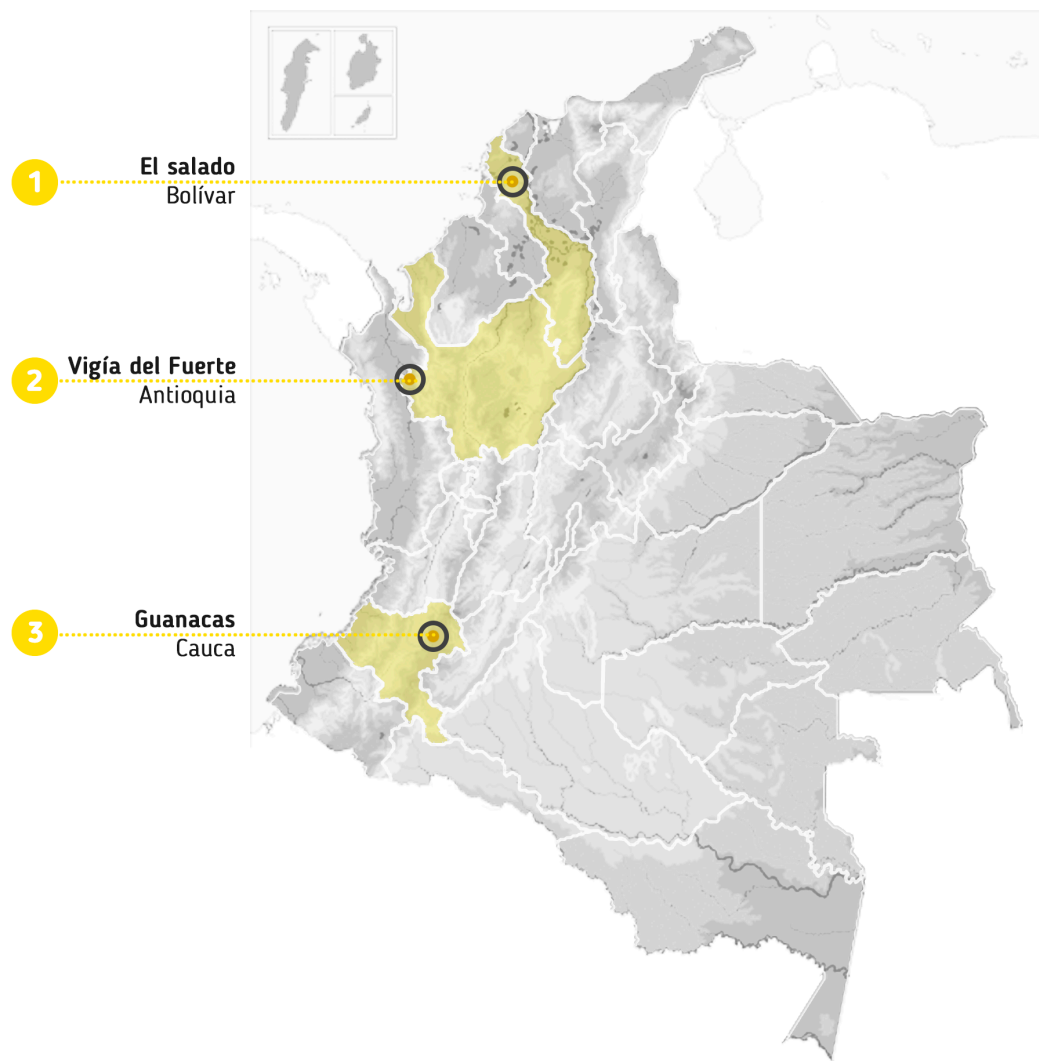 1
El salado
Bolívar
2
Vigía del Fuerte
Antioquia
3
Guanacas
Cauca